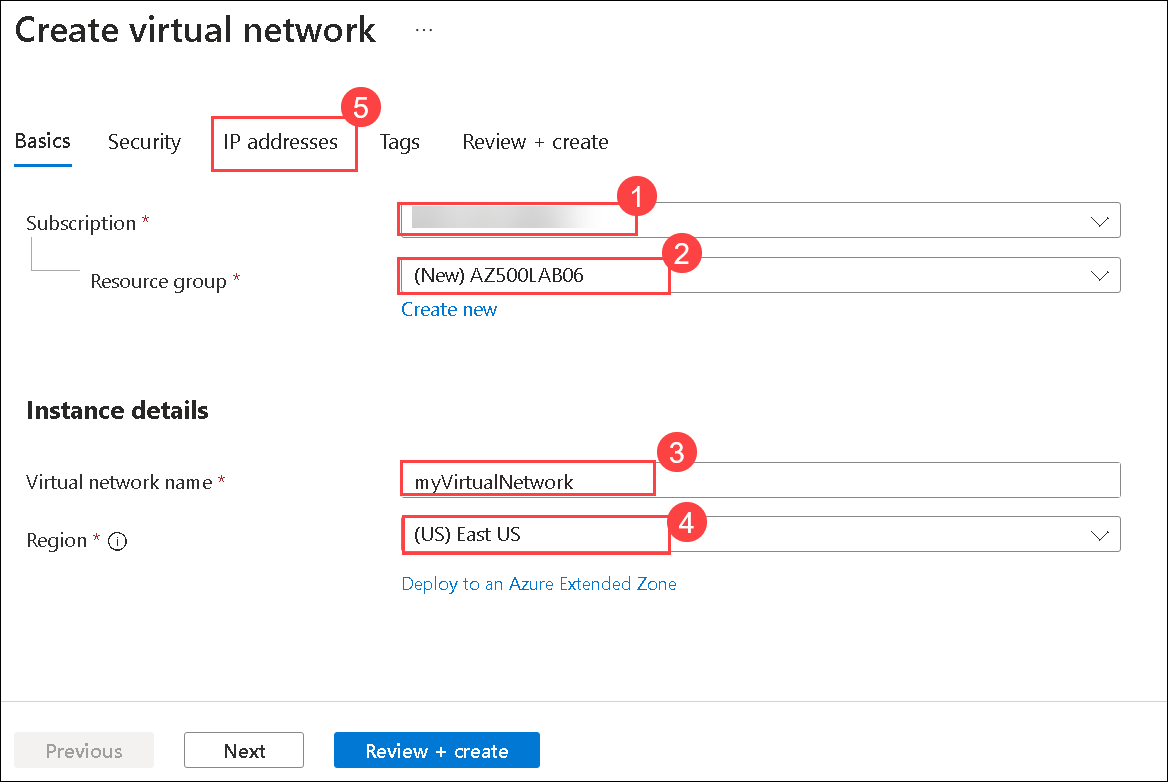 Create virtual network ...
5
Basics Security IP addresses Tags Review + create
1
Subscription *
2
Resource group * (New) AZ500LAB06
Create new
Instance details
3
Virtual network name * myVirtualNetwork
4
Region * (US) East US
Deploy to an Azure Extended Zone
Previous Next Review + create